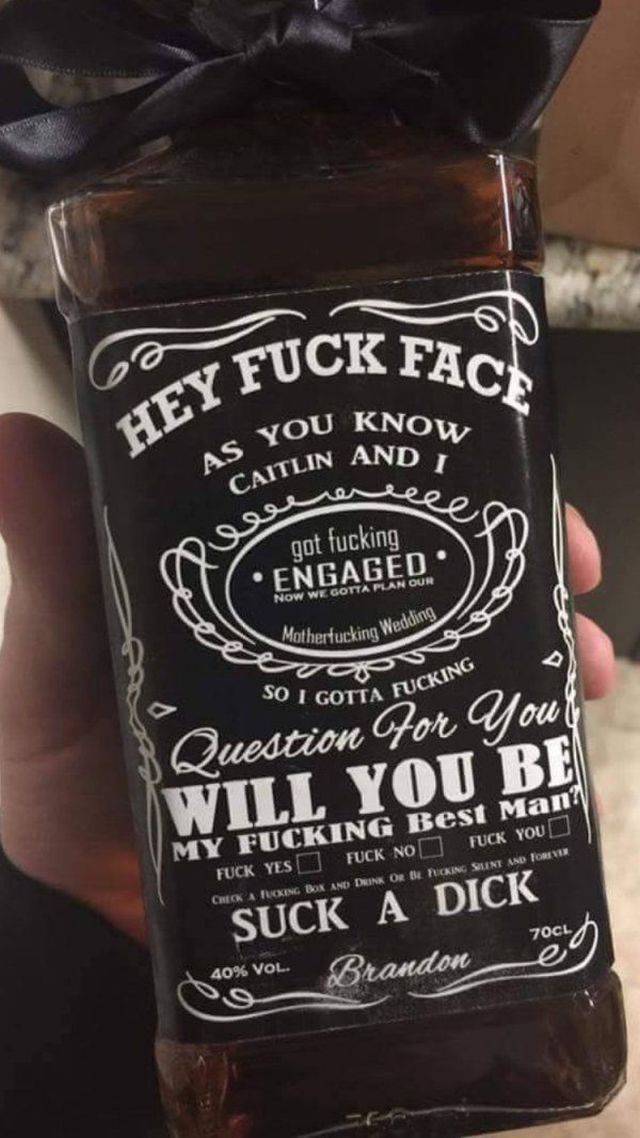 HEY FUCK FACE
AS YOU KNOW
CAITLIN AND I
got fucking
• ENGAGED •
NOW WE GOTTA PLAN OUR
Motherfucking Wedding
SO I GOTTA FUCKING
Question For You
WILL YOU BE
MY FUCKING Best Man?
FUCK YES FUCK NO FUCK YOU
CHECK A FUCKING BOX AND DRINK OR BE FUCKING SILENT AND FOREVER
SUCK A DICK
40% VOL. Brandon 70CL